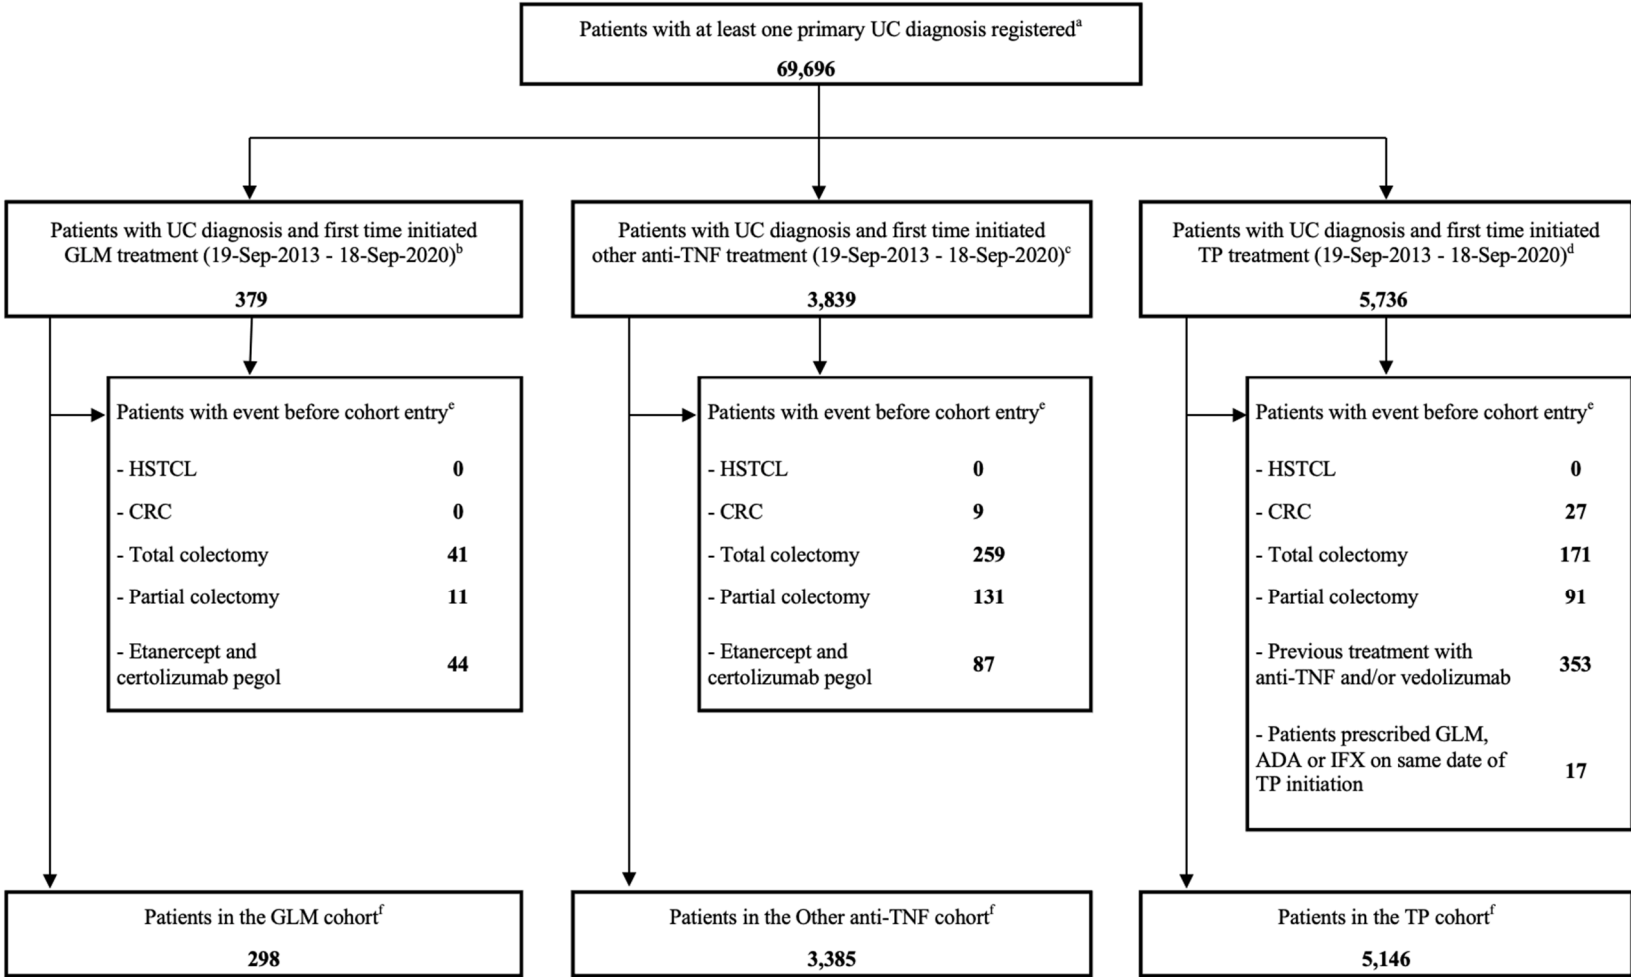 Patients with at least one primary UC diagnosis registeredᵃ
69,696
Patients with UC diagnosis and first time initiated
GLM treatment (19-Sep-2013 - 18-Sep-2020)ᵇ
379
Patients with UC diagnosis and first time initiated
other anti-TNF treatment (19-Sep-2013 - 18-Sep-2020)ᶜ
3,839
Patients with UC diagnosis and first time initiated
TP treatment (19-Sep-2013 - 18-Sep-2020)ᵈ
5,736
Patients with event before cohort entryᵉ
- HSTCL 0
- CRC 0
- Total colectomy 41
- Partial colectomy 11
- Etanercept and
certolizumab pegol 44
Patients with event before cohort entryᵉ
- HSTCL 0
- CRC 9
- Total colectomy 259
- Partial colectomy 131
- Etanercept and
certolizumab pegol 87
Patients with event before cohort entryᵉ
- HSTCL 0
- CRC 27
- Total colectomy 171
- Partial colectomy 91
- Previous treatment with
anti-TNF and/or vedolizumab 353
- Patients prescribed GLM,
ADA or IFX on same date of
TP initiation 17
Patients in the GLM cohortᶠ
298
Patients in the Other anti-TNF cohortᶠ
3,385
Patients in the TP cohortᶠ
5,146